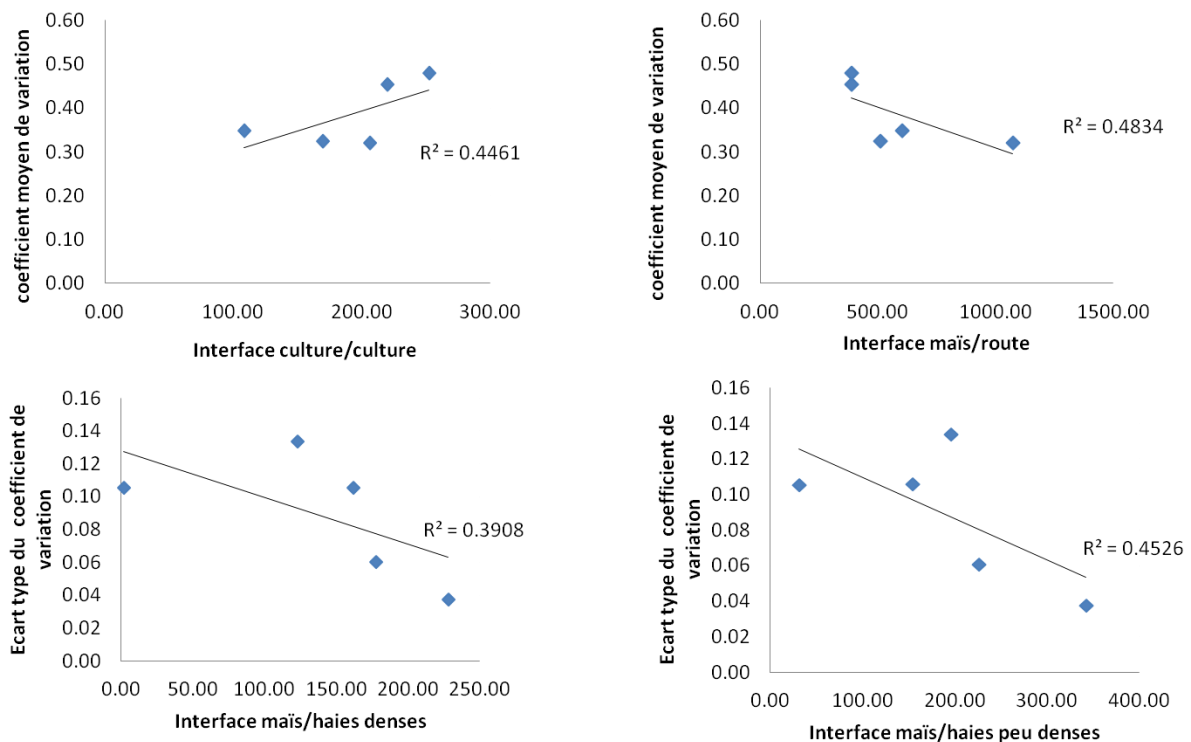 coefficient moyen de variation
0.60
0.50
0.40
0.30
0.20
0.10
0.00
R² = 0.4461
0.00 100.00 200.00 300.00
Interface culture/culture
coefficient moyen de variation
0.60
0.50
0.40
0.30
0.20
0.10
0.00
R² = 0.4834
0.00 500.00 1000.00 1500.00
Interface maïs/route
Ecart type du coefficient de
variation
0.16
0.14
0.12
0.10
0.08
0.06
0.04
0.02
0.00
R² = 0.3908
0.00 50.00 100.00 150.00 200.00 250.00
Interface maïs/haies denses
Ecart type du coefficient de
variation
0.16
0.14
0.12
0.10
0.08
0.06
0.04
0.02
0.00
R² = 0.4526
0.00 100.00 200.00 300.00 400.00
Interface maïs/haies peu denses